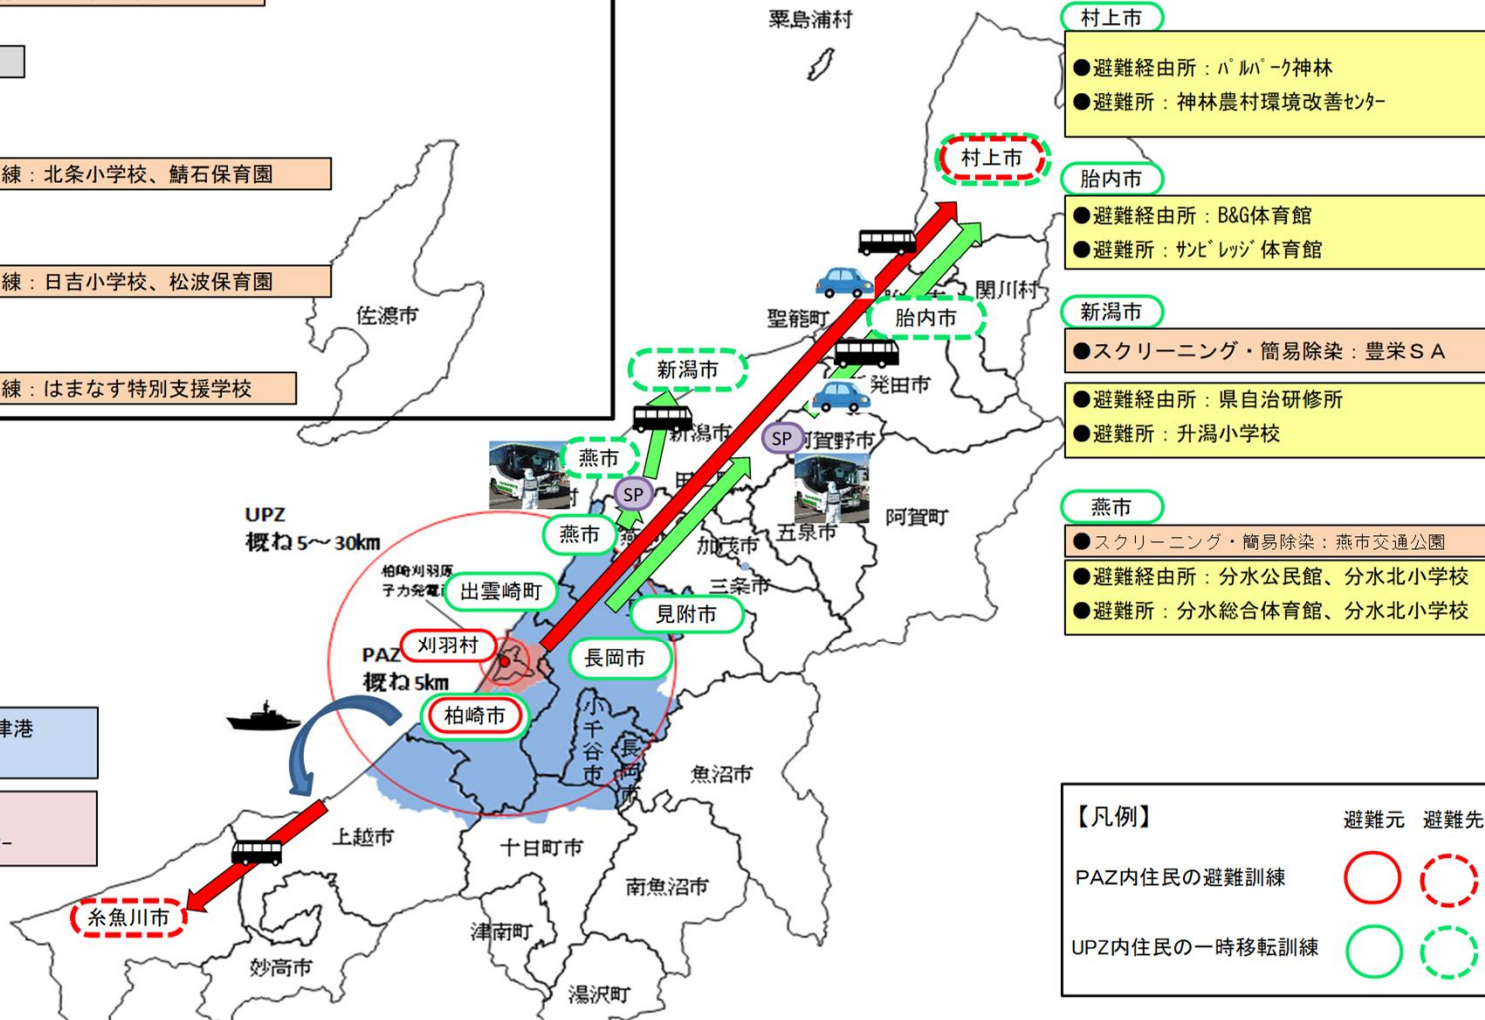 練：北条小学校、鯖石保育園
練：日吉小学校、松波保育園
練：はまなす特別支援学校
粟島浦村
佐渡市
村上市
関川村
聖籠町
胎内市
新潟市
発田市
新潟市
SP
阿賀野市
燕市
SP
燕市
阿賀町
五泉市
加茂市
三条市
UPZ
概ね5～30km
柏崎刈羽原
子力発電
出雲崎町
見附市
刈羽村
長岡市
PAZ
概ね5km
柏崎市
小千谷市
長岡市
魚沼市
津港
上越市
十日町市
南魚沼市
糸魚川市
津南町
妙高市
湯沢町
村上市
●避難経由所：ﾊﾟﾙﾊﾟｰｸ神林
●避難所：神林農村環境改善ｾﾝﾀｰ
胎内市
●避難経由所：B&G体育館
●避難所：ｻﾝﾋﾞﾚｯｼﾞ体育館
新潟市
●スクリーニング・簡易除染：豊栄ＳＡ
●避難経由所：県自治研修所
●避難所：升潟小学校
燕市
●スクリーニング・簡易除染：燕市交通公園
●避難経由所：分水公民館、分水北小学校
●避難所：分水総合体育館、分水北小学校
【凡例】
避難元 避難先
PAZ内住民の避難訓練
UPZ内住民の一時移転訓練